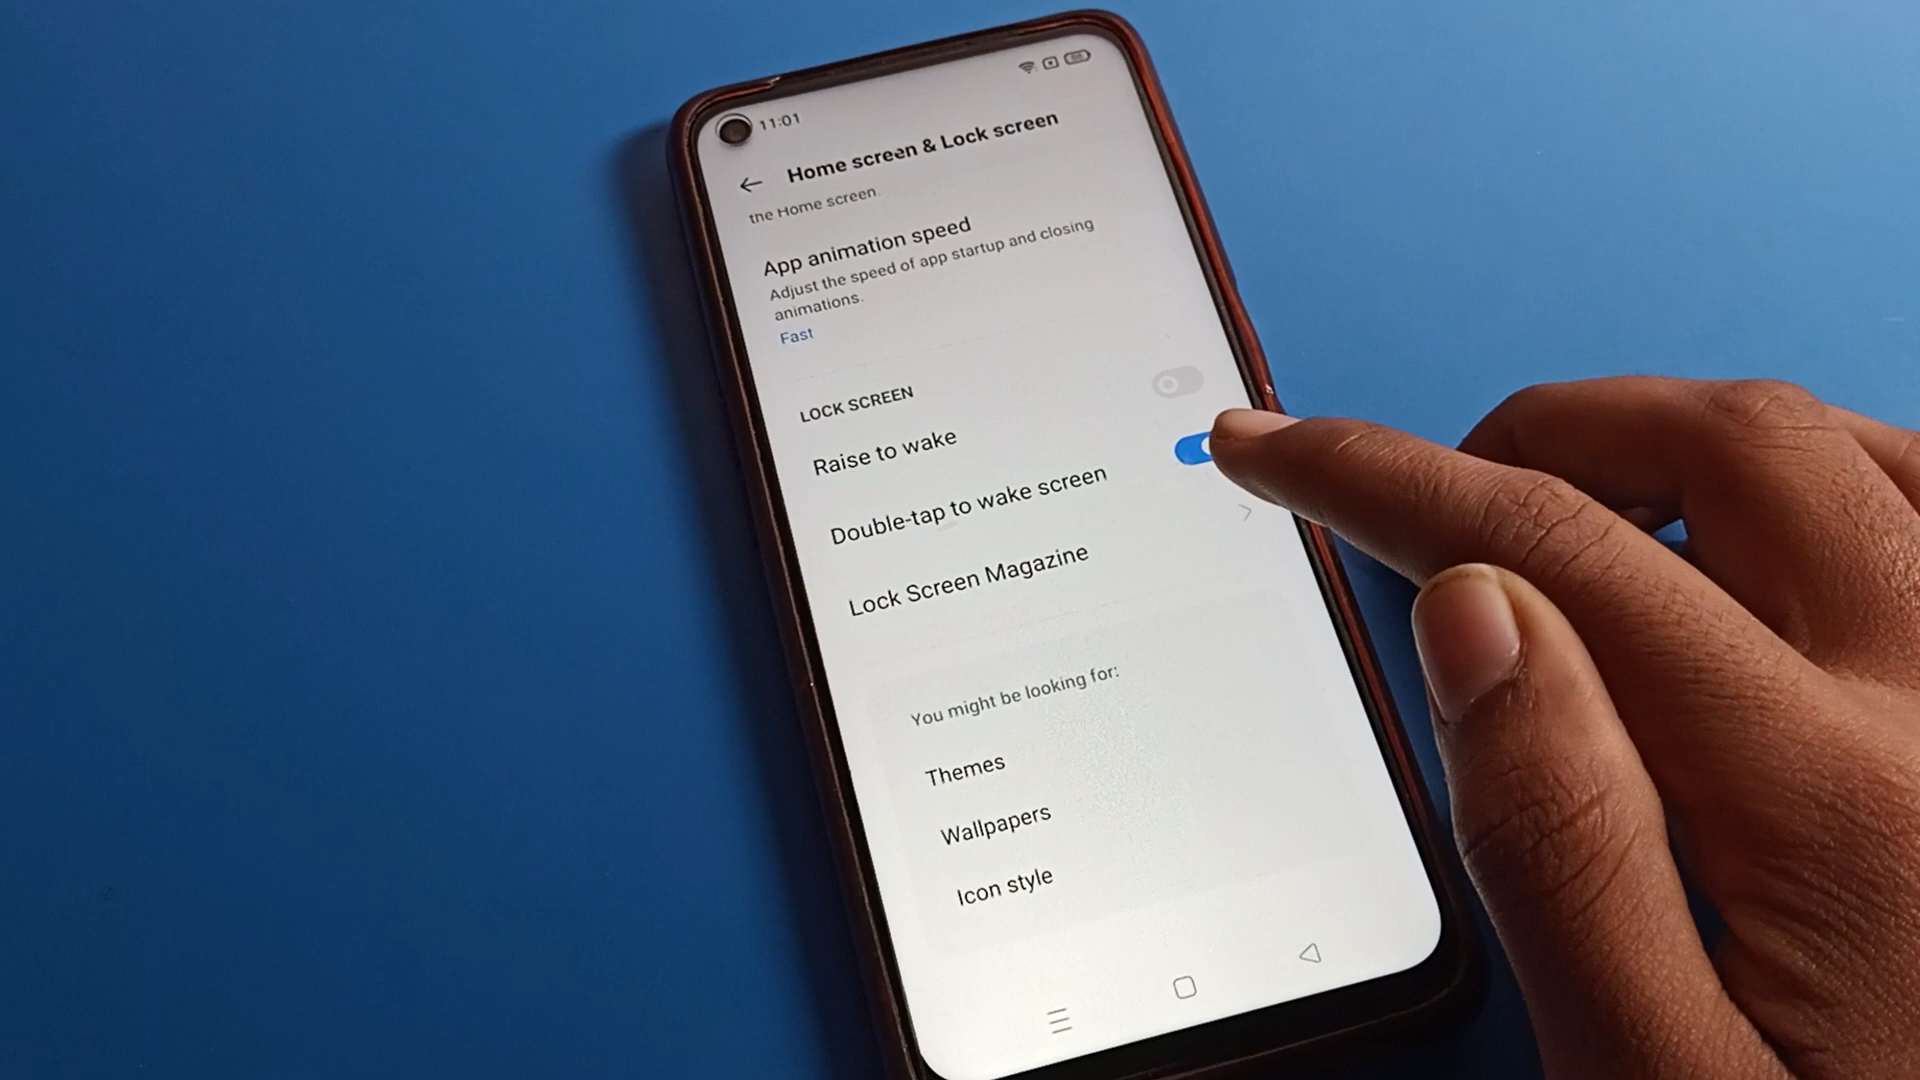 11:01
Home screen & Lock screen
the Home screen.
App animation speed
Adjust the speed of app startup and closing
animations.
Fast
LOCK SCREEN
Raise to wake
Double-tap to wake screen
Lock Screen Magazine
You might be looking for:
Themes
Wallpapers
Icon style